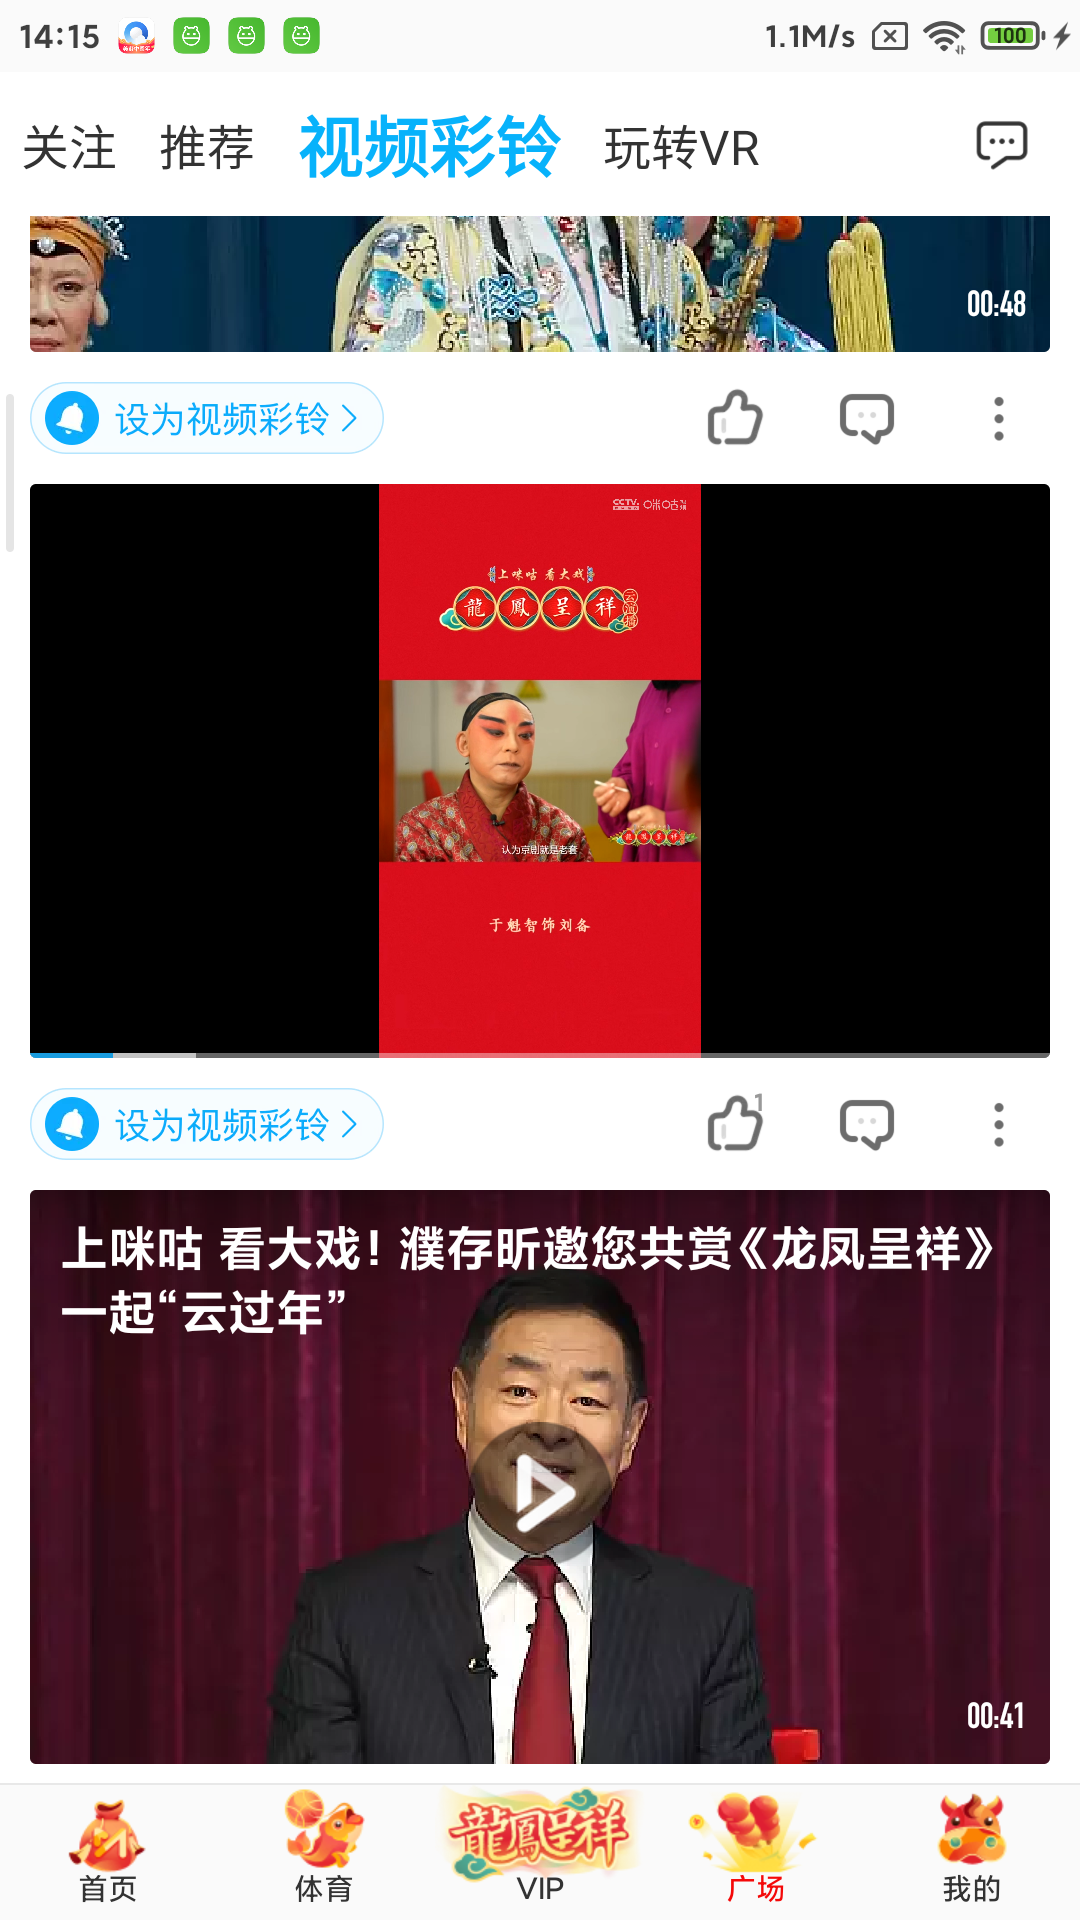 14:15
1.1M/s
100
关注 推荐 视频彩铃 玩转VR
00:48
设为视频彩铃
CCTV
上咪咕 看大戏
龍鳳呈祥
认为京剧就是老套
于魁智饰刘备
设为视频彩铃
1
上咪咕 看大戏！濮存昕邀您共赏《龙凤呈祥》
一起“云过年”
00:41
龍鳳呈祥
首页 体育 VIP 广场 我的